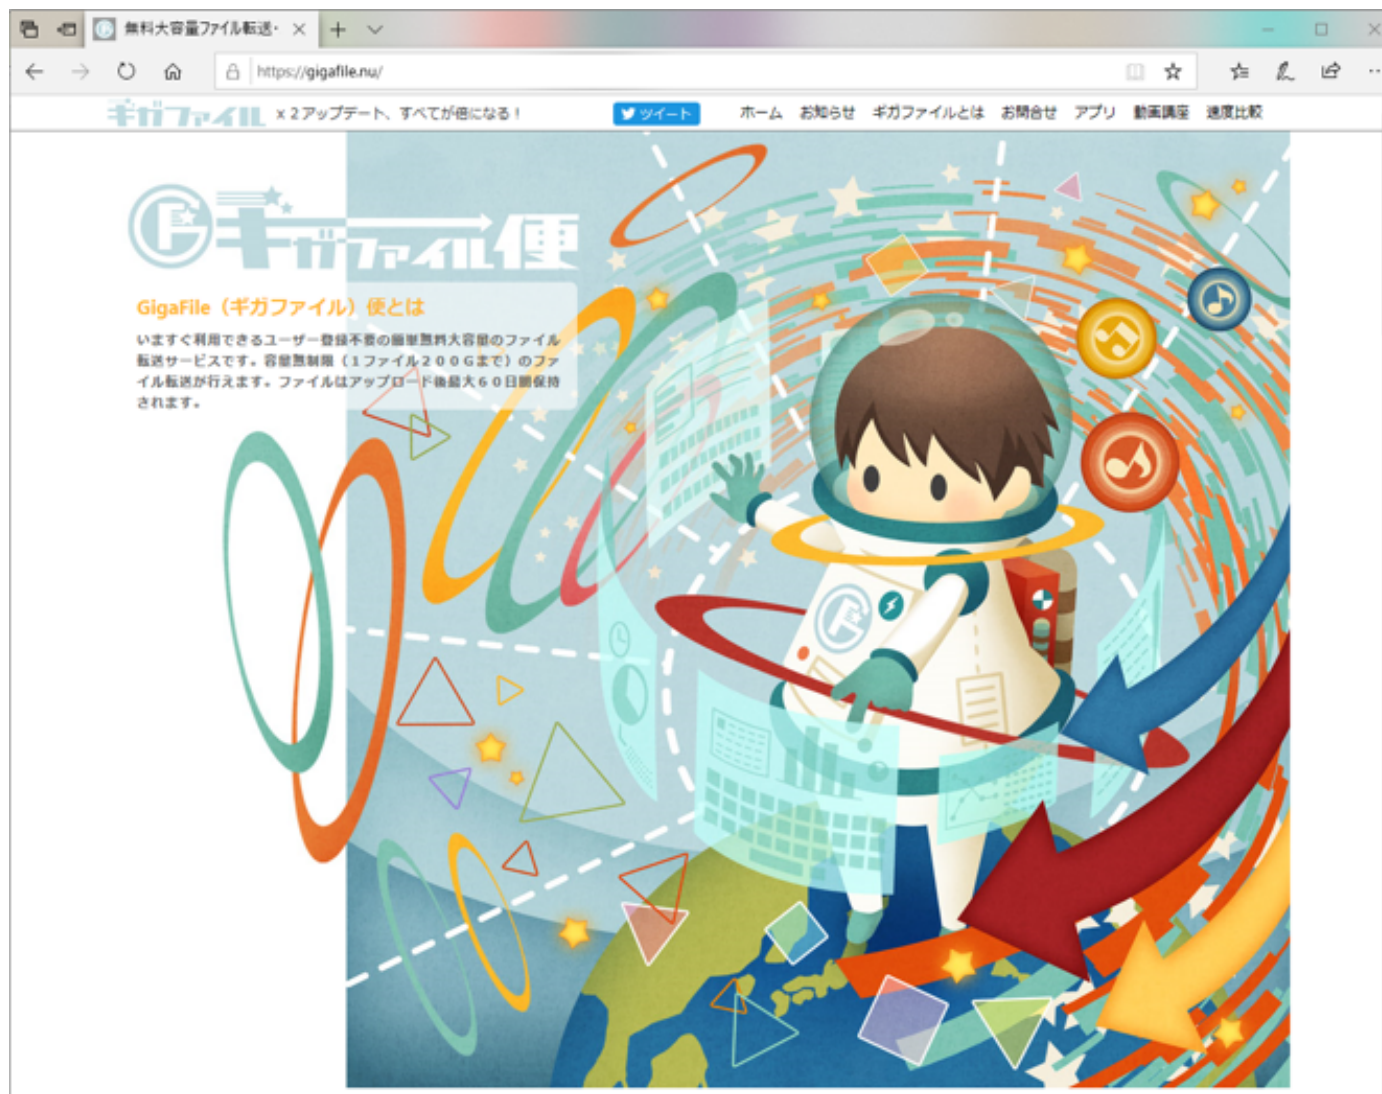 無料大容量ファイル転送・
https://gigafile.nu/
ギガファイル x 2アップデート、すべてが倍になる! ツイート ホーム お知らせ ギガファイルとは お問合せ アプリ 動画講座 速度比較
ギガファイル便
GigaFile(ギガファイル)便とは
いますぐ利用できるユーザー登録不要の簡単無料大容量のファイル
転送サービスです。容量無制限(1ファイル200Gまで)のファ
イル転送が行えます。ファイルはアップロード後最大60日間保持
されます。